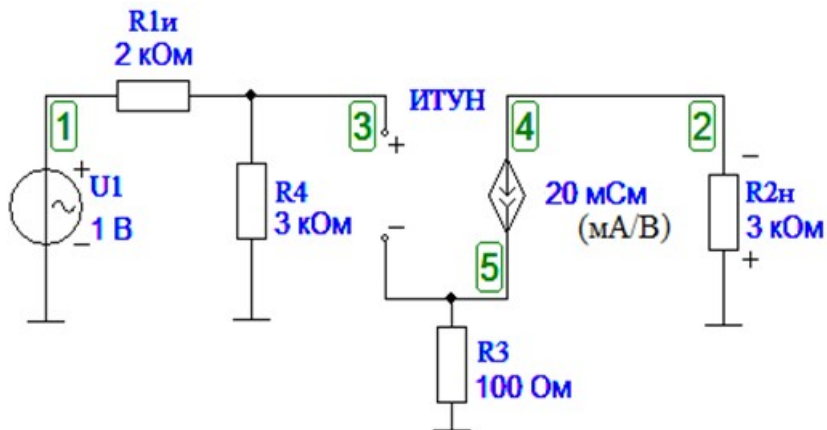 R1и
2 кОм
1
3
ИТУН
4
2
+
U1
1 В
−
R4
3 кОм
+
−
5
20 мСм
(мА/В)
−
R2н
3 кОм
+
R3
100 Ом